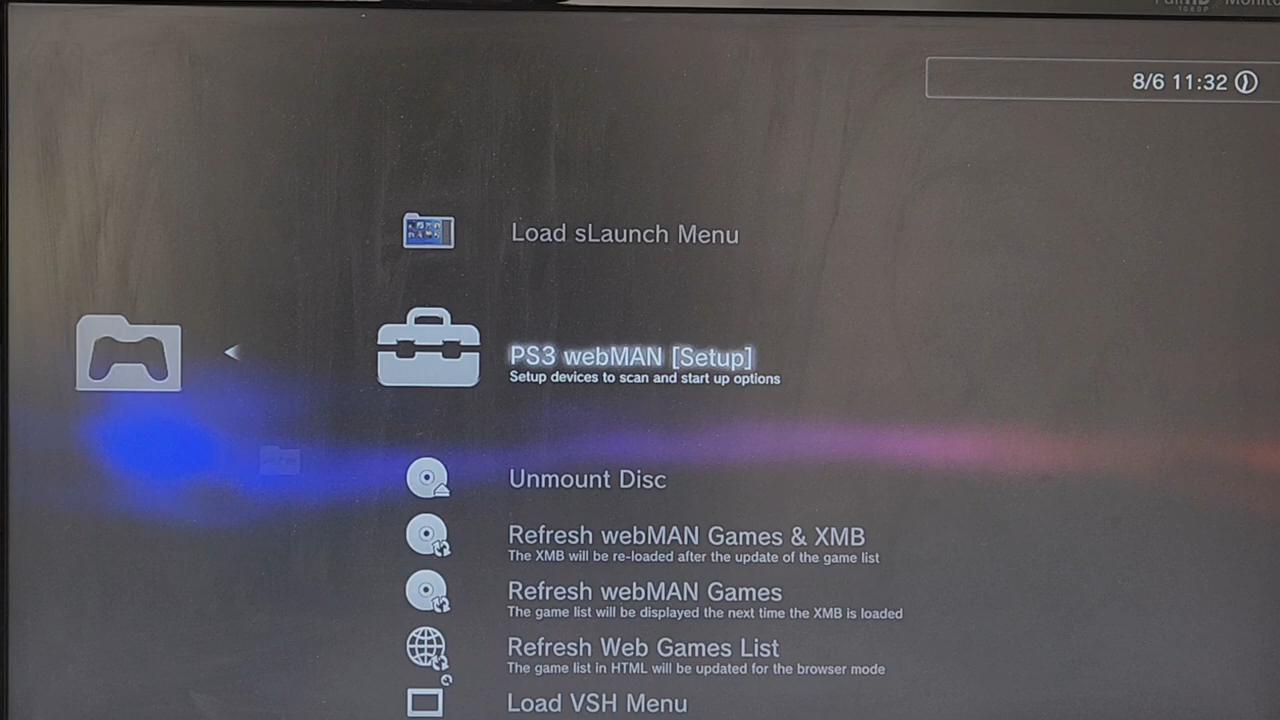 1080P
8/6 11:32
Load sLaunch Menu
PS3 webMAN [Setup]
Setup devices to scan and start up options
Unmount Disc
Refresh webMAN Games & XMB
The XMB will be re-loaded after the update of the game list
Refresh webMAN Games
The game list will be displayed the next time the XMB is loaded
Refresh Web Games List
The game list in HTML will be updated for the browser mode
Load VSH Menu